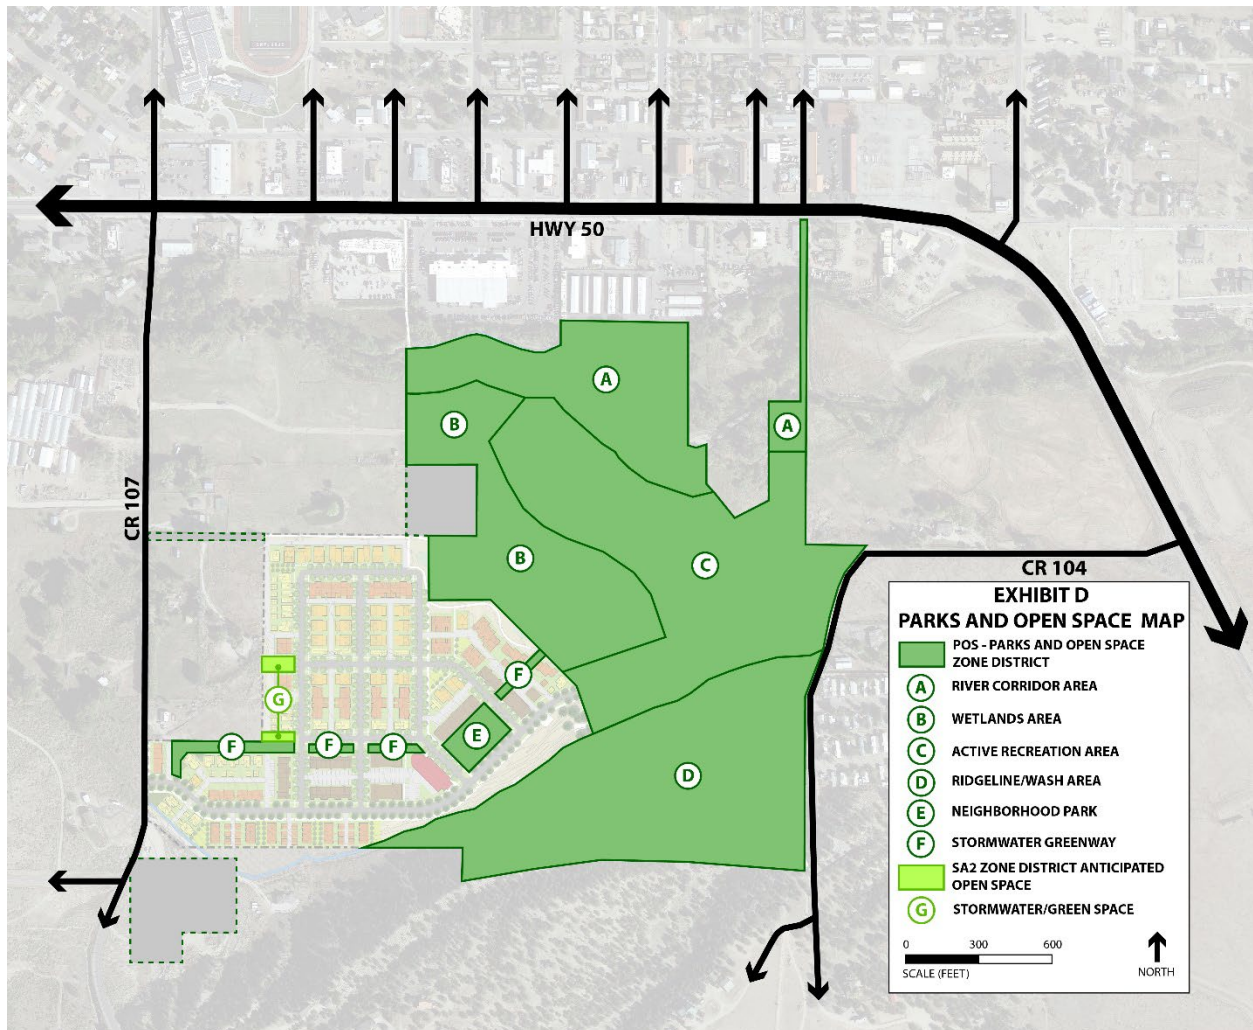 HWY 50
A
A
B
CR 107
B
C
CR 104
F
G
E
F
F
F
D
EXHIBIT D
PARKS AND OPEN SPACE MAP
POS - PARKS AND OPEN SPACE
ZONE DISTRICT
A RIVER CORRIDOR AREA
B WETLANDS AREA
C ACTIVE RECREATION AREA
D RIDGELINE/WASH AREA
E NEIGHBORHOOD PARK
F STORMWATER GREENWAY
SA2 ZONE DISTRICT ANTICIPATED
OPEN SPACE
G STORMWATER/GREEN SPACE
0 300 600
SCALE (FEET)
NORTH